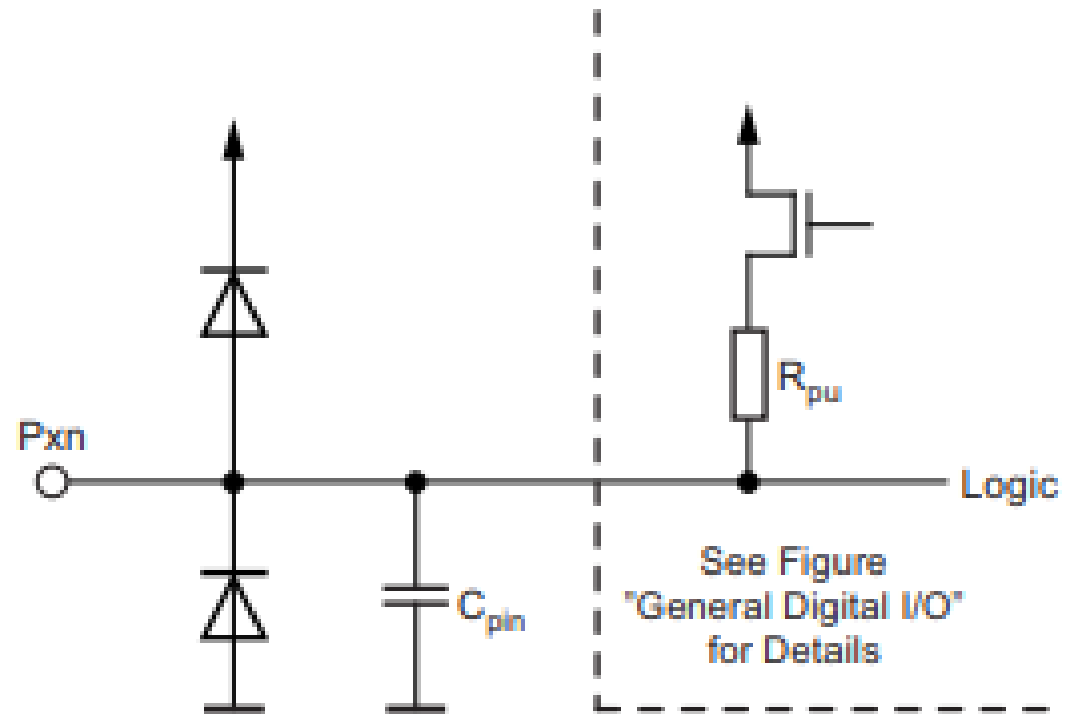 Pxn
Rpu
Logic
Cpin
See Figure
"General Digital I/O"
for Details